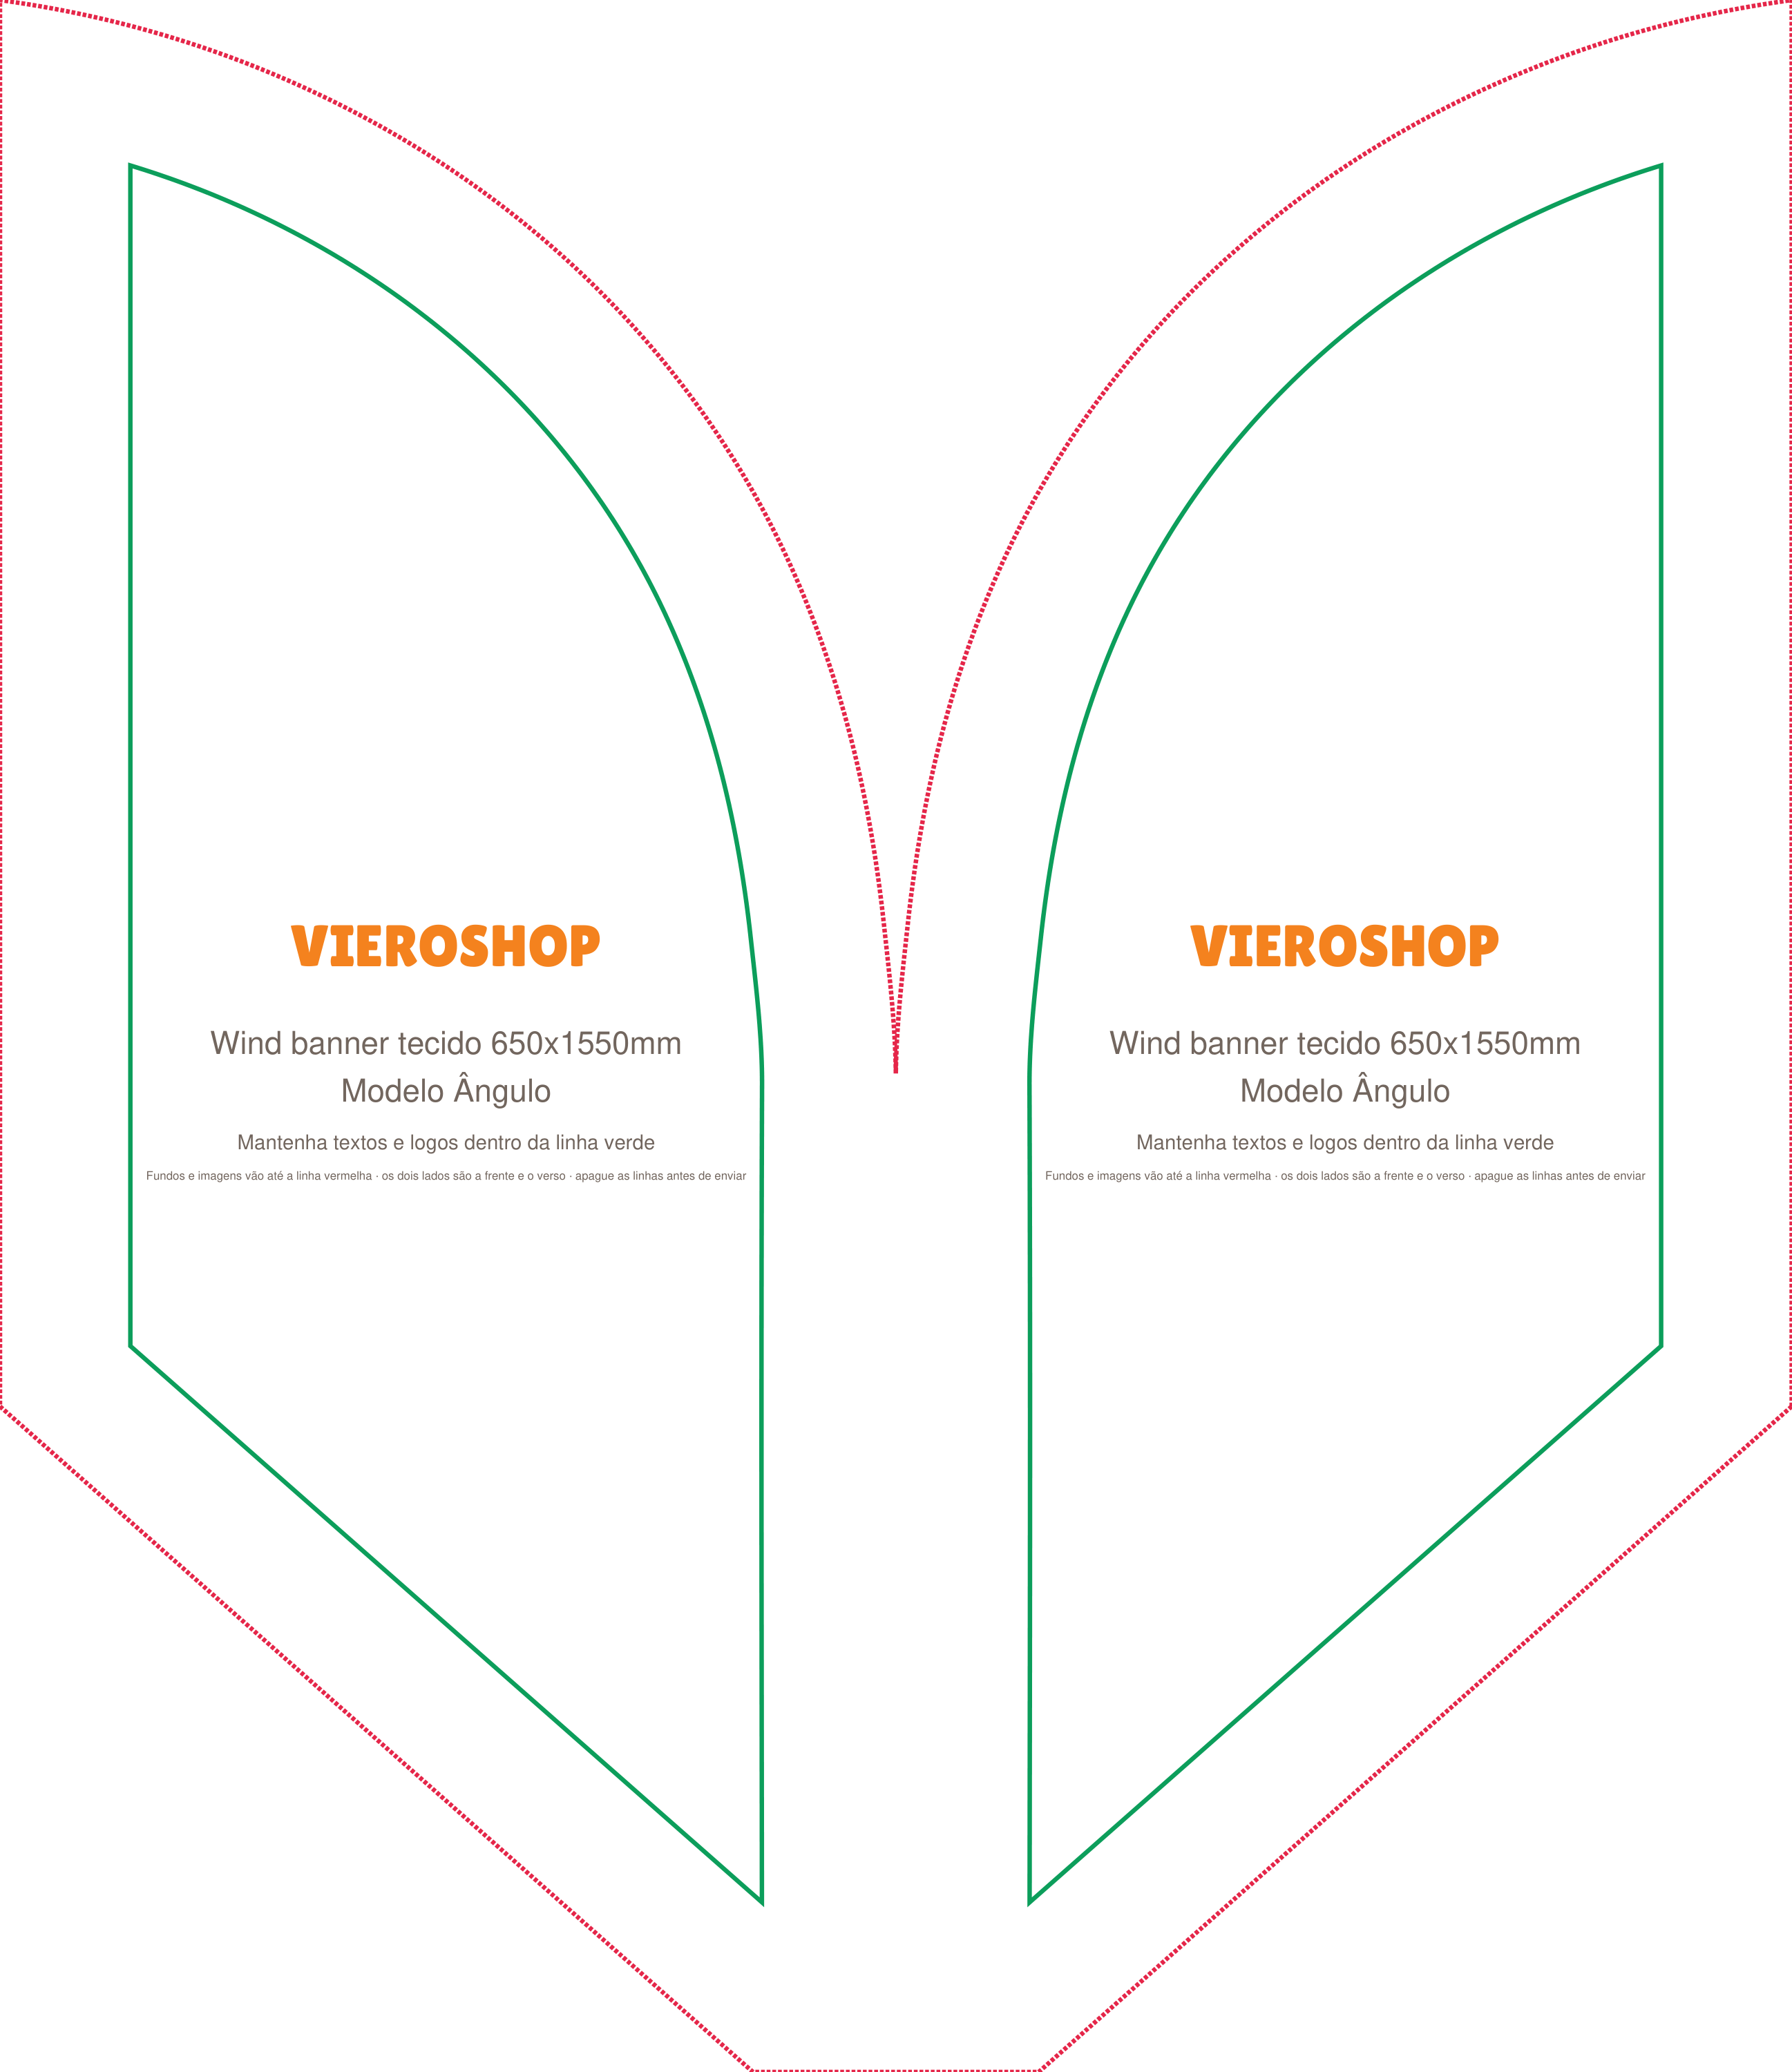 VIEROSHOP
Wind banner tecido 650x1550mm
Modelo Ângulo
Mantenha textos e logos dentro da linha verde
Fundos e imagens vão até a linha vermelha · os dois lados são a frente e o verso · apague as linhas antes de enviar
VIEROSHOP
Wind banner tecido 650x1550mm
Modelo Ângulo
Mantenha textos e logos dentro da linha verde
Fundos e imagens vão até a linha vermelha · os dois lados são a frente e o verso · apague as linhas antes de enviar